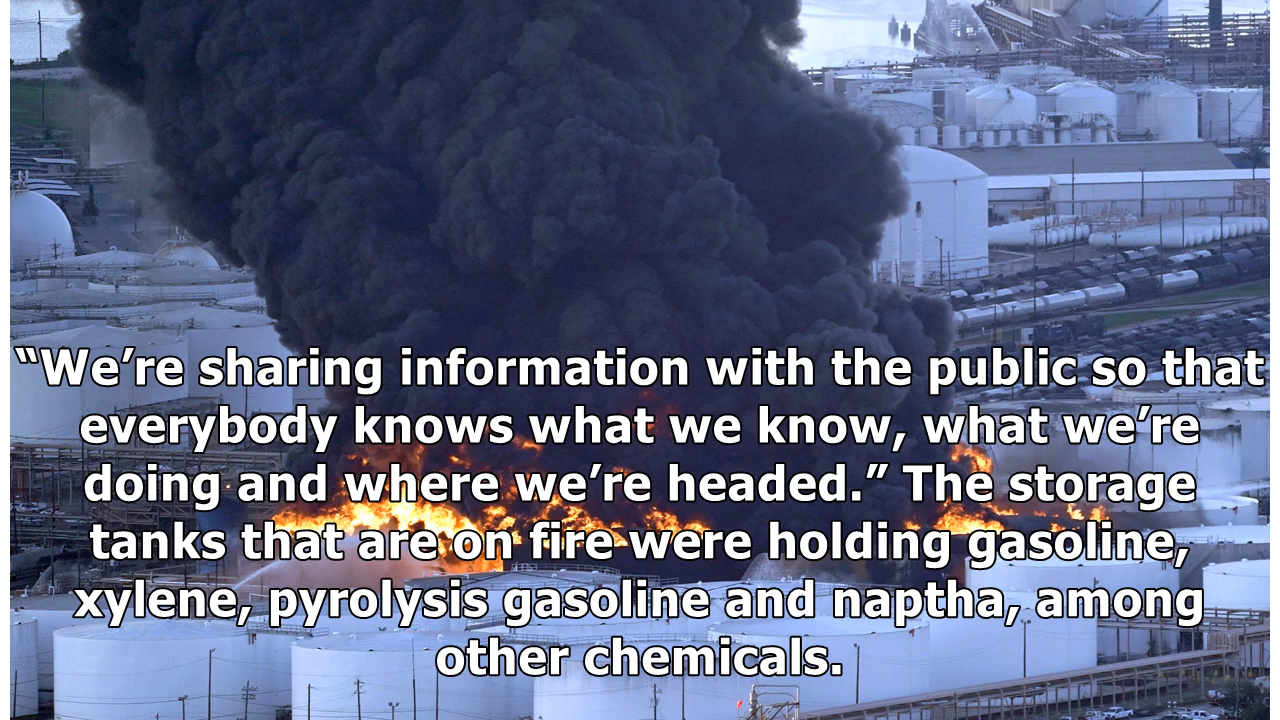 “We’re sharing information with the public so that
everybody knows what we know, what we’re
doing and where we’re headed.” The storage
tanks that are on fire were holding gasoline,
xylene, pyrolysis gasoline and naptha, among
other chemicals.